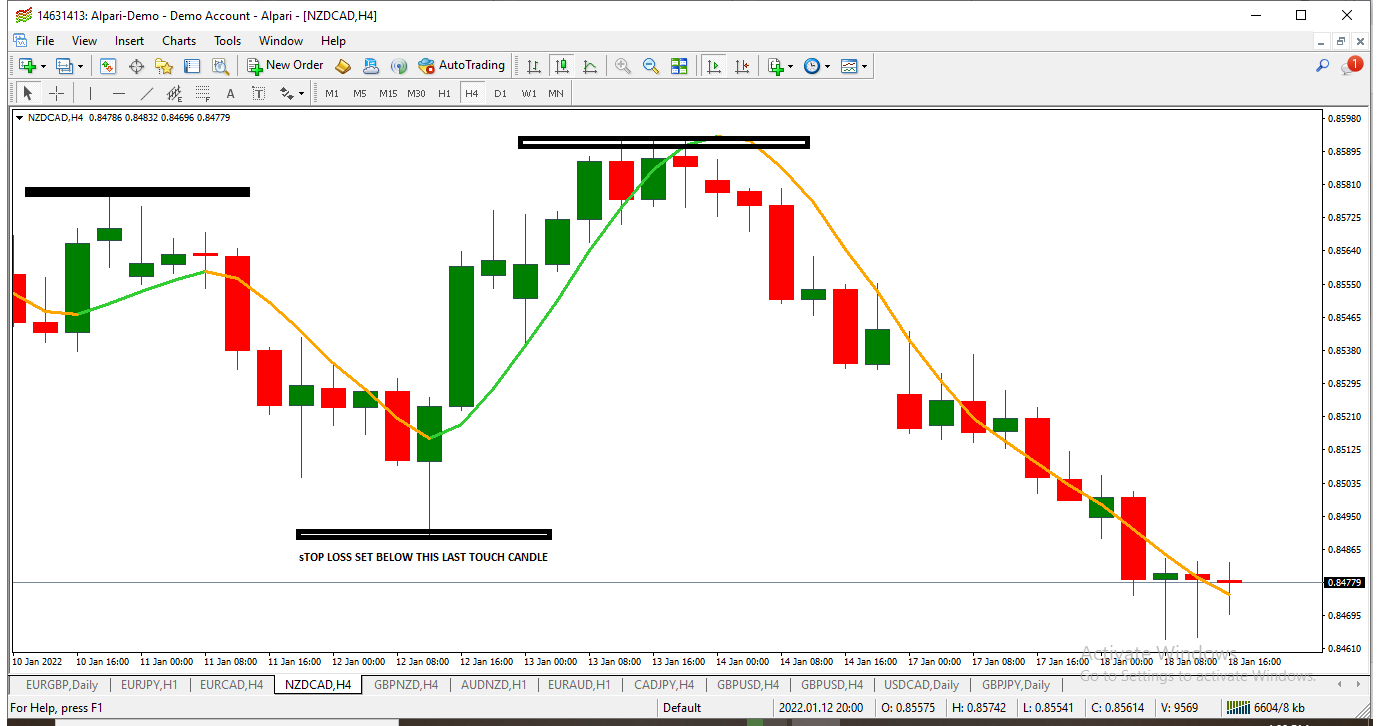 14631413: Alpari-Demo - Demo Account - Alpari - [NZDCAD,H4]
File View Insert Charts Tools Window Help
New Order AutoTrading 1
E F A T M1 M5 M15 M30 H1 H4 D1 W1 MN
NZDCAD,H4 0.84786 0.84832 0.84696 0.84779
0.85980
0.85895
0.85810
0.85725
0.85640
0.85550
0.85465
0.85380
0.85295
0.85210
0.85125
0.85035
0.84950
sTOP LOSS SET BELOW THIS LAST TOUCH CANDLE
0.84865
0.84779
0.84695
0.84610
10 Jan 2022 10 Jan 16:00 11 Jan 00:00 11 Jan 08:00 11 Jan 16:00 12 Jan 00:00 12 Jan 08:00 12 Jan 16:00 13 Jan 00:00 13 Jan 08:00 13 Jan 16:00 14 Jan 00:00 14 Jan 08:00 14 Jan 16:00 17 Jan 00:00 17 Jan 08:00 17 Jan 16:00 18 Jan 00:00 18 Jan 08:00 18 Jan 16:00
Activate Windows
Go to Settings to activate Windows.
EURGBP,Daily EURJPY,H1 EURCAD,H4 NZDCAD,H4 GBPNZD,H4 AUDNZD,H1 EURAUD,H1 CADJPY,H4 GBPUSD,H4 GBPUSD,H4 USDCAD,Daily GBPJPY,Daily
For Help, press F1 Default 2022.01.12 20:00 O: 0.85575 H: 0.85742 L: 0.85541 C: 0.85614 V: 9569 6604/8 kb